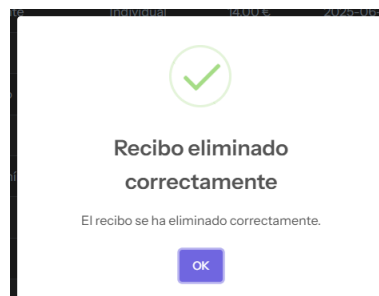 Individual 14.00 € 2025-06-
Recibo eliminado
correctamente
El recibo se ha eliminado correctamente.
OK